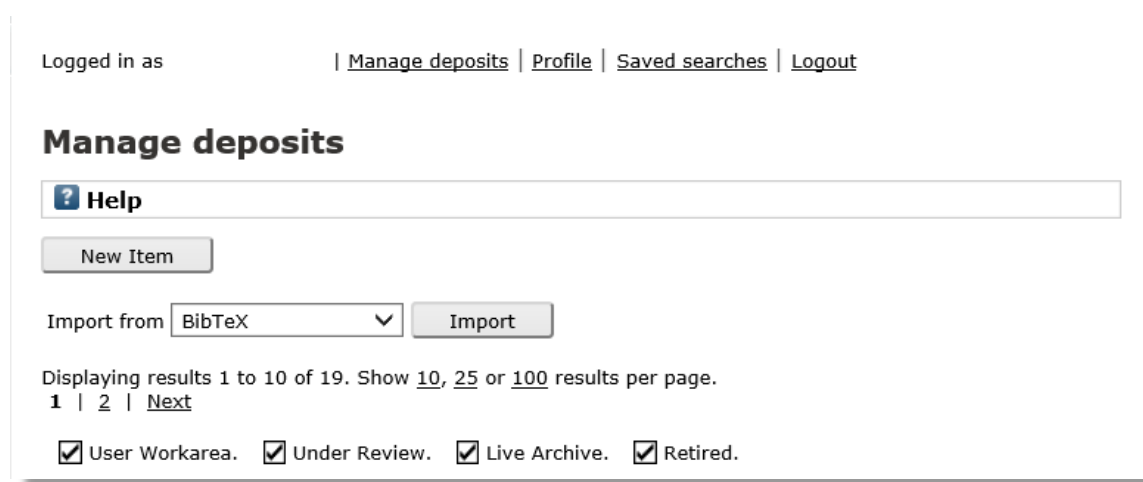 Logged in as | Manage deposits | Profile | Saved searches | Logout
Manage deposits
? Help
New Item
Import from BibTeX Import
Displaying results 1 to 10 of 19. Show 10, 25 or 100 results per page.
1 | 2 | Next
User Workarea. Under Review. Live Archive. Retired.